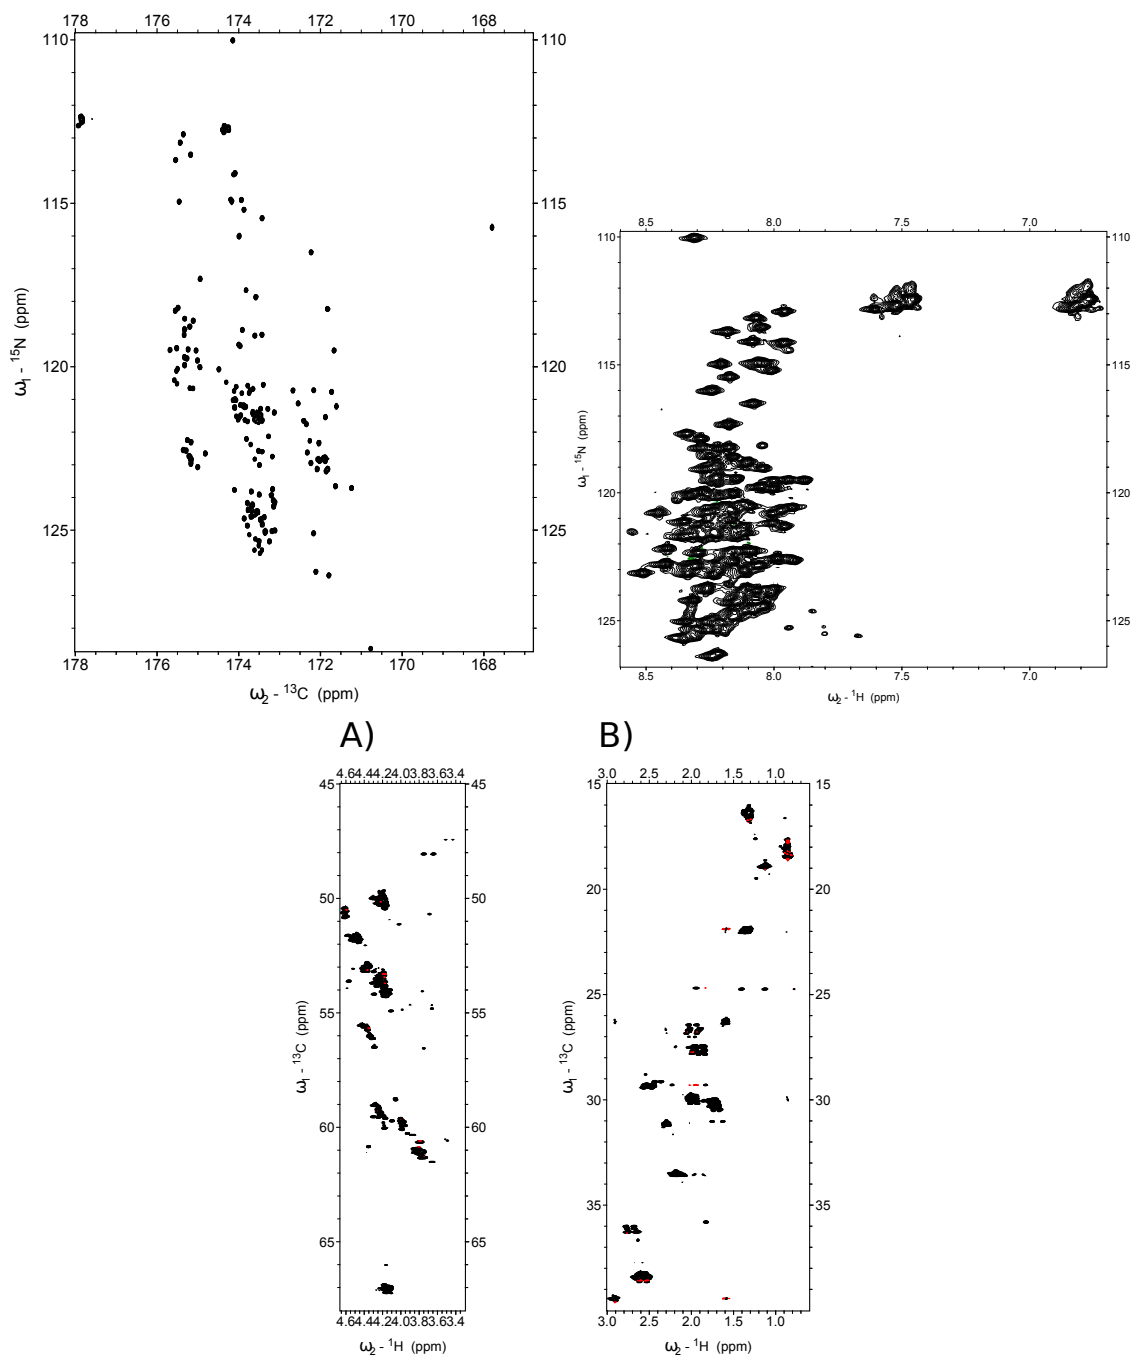 178 176 174 172 170 168
110 110
115 115
120 120
125 125
178 176 174 172 170 168
ω₁ - ¹⁵N (ppm)
ω₂ - ¹³C (ppm)
8.5 8.0 7.5 7.0
110 110
115 115
120 120
125 125
8.5 8.0 7.5 7.0
ω₁ - ¹⁵N (ppm)
ω₂ - ¹H (ppm)
A)
4.64.44.24.03.83.63.4
45 45
50 50
55 55
60 60
65 65
4.64.44.24.03.83.63.4
ω₁ - ¹³C (ppm)
ω₂ - ¹H (ppm)
B)
3.0 2.5 2.0 1.5 1.0
15 15
20 20
25 25
30 30
35 35
3.0 2.5 2.0 1.5 1.0
ω₁ - ¹³C (ppm)
ω₂ - ¹H (ppm)